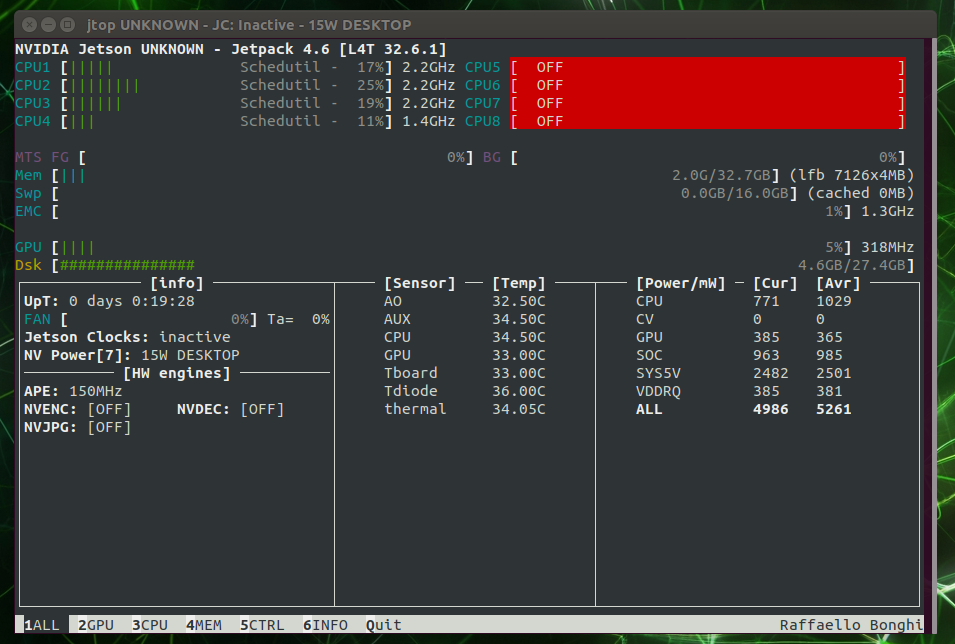 jtop UNKNOWN - JC: Inactive - 15W DESKTOP
NVIDIA Jetson UNKNOWN - Jetpack 4.6 [L4T 32.6.1]
CPU1 [||||| Schedutil - 17%] 2.2GHz CPU5 [ OFF ]
CPU2 [|||||||| Schedutil - 25%] 2.2GHz CPU6 [ OFF ]
CPU3 [|||||| Schedutil - 19%] 2.2GHz CPU7 [ OFF ]
CPU4 [||| Schedutil - 11%] 1.4GHz CPU8 [ OFF ]
MTS FG [ 0%] BG [ 0%]
Mem [||| 2.0G/32.7GB] (lfb 7126x4MB)
Swp [ 0.0GB/16.0GB] (cached 0MB)
EMC [ 1%] 1.3GHz
GPU [|||| 5%] 318MHz
Dsk [############### 4.6GB/27.4GB]
[info] [Sensor] [Temp] [Power/mW] [Cur] [Avr]
UpT: 0 days 0:19:28 AO 32.50C CPU 771 1029
FAN [ 0%] Ta= 0% AUX 34.50C CV 0 0
Jetson Clocks: inactive CPU 34.50C GPU 385 365
NV Power[7]: 15W DESKTOP GPU 33.00C SOC 963 985
[HW engines] Tboard 33.00C SYS5V 2482 2501
APE: 150MHz Tdiode 36.00C VDDRQ 385 381
NVENC: [OFF] NVDEC: [OFF] thermal 34.05C ALL 4986 5261
NVJPG: [OFF]
1ALL 2GPU 3CPU 4MEM 5CTRL 6INFO Quit Raffaello Bonghi